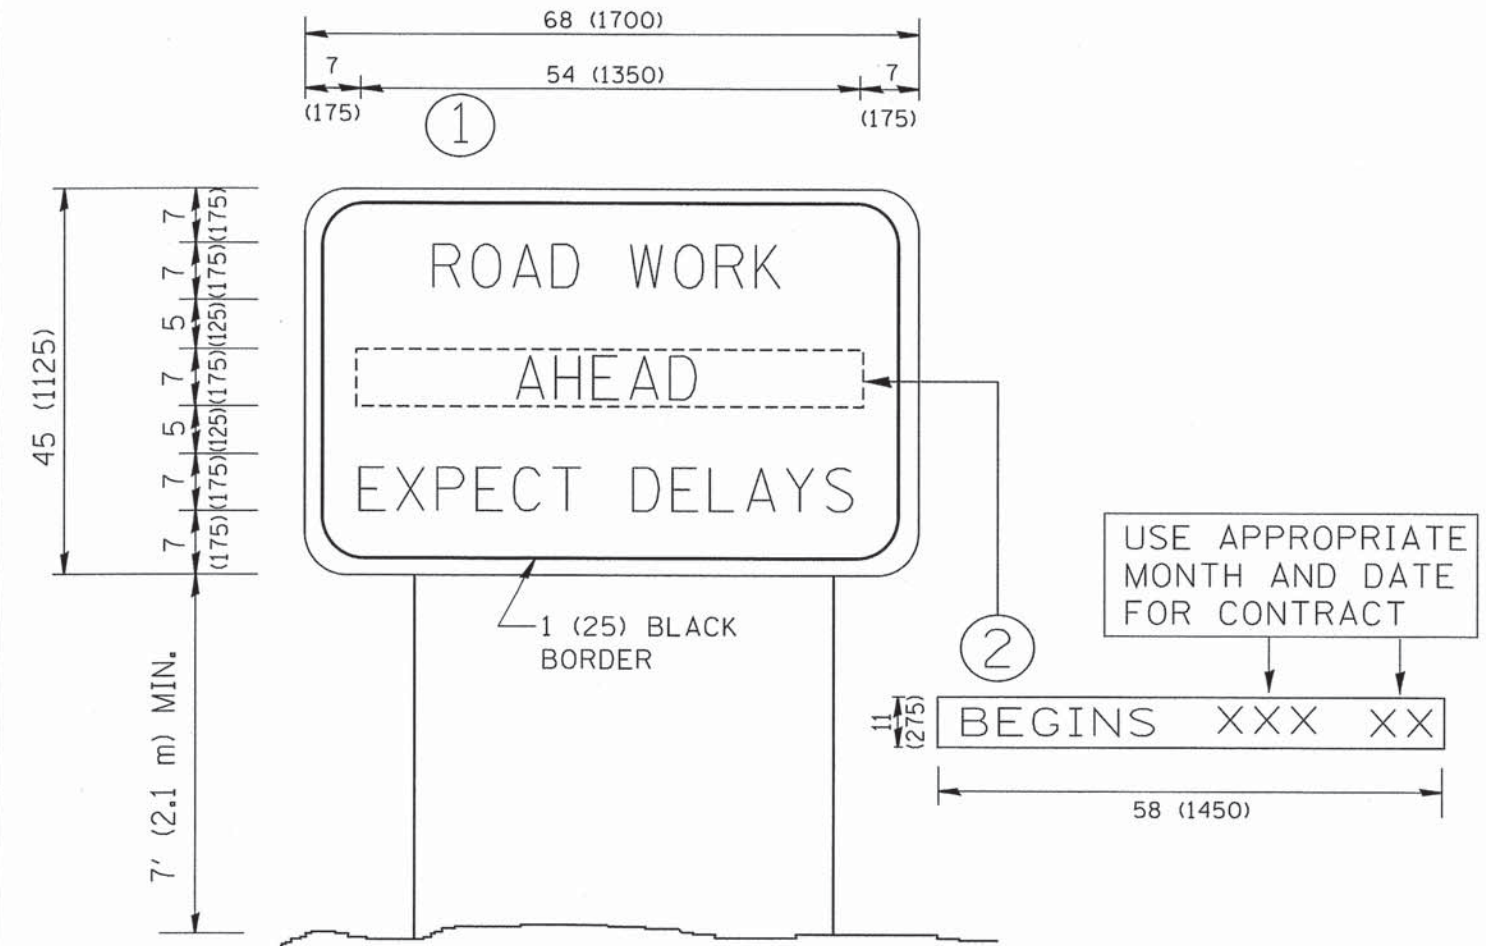 68 (1700)
7
54 (1350)
7
(175)
(175)
1
45 (1125)
7
(175)
7
(175)
5
(125)
7
(175)
5
(125)
7
(175)
7
(175)
ROAD WORK
AHEAD
EXPECT DELAYS
1 (25) BLACK
BORDER
7' (2.1 m) MIN.
USE APPROPRIATE
MONTH AND DATE
FOR CONTRACT
2
11
(275)
BEGINS XXX XX
58 (1450)